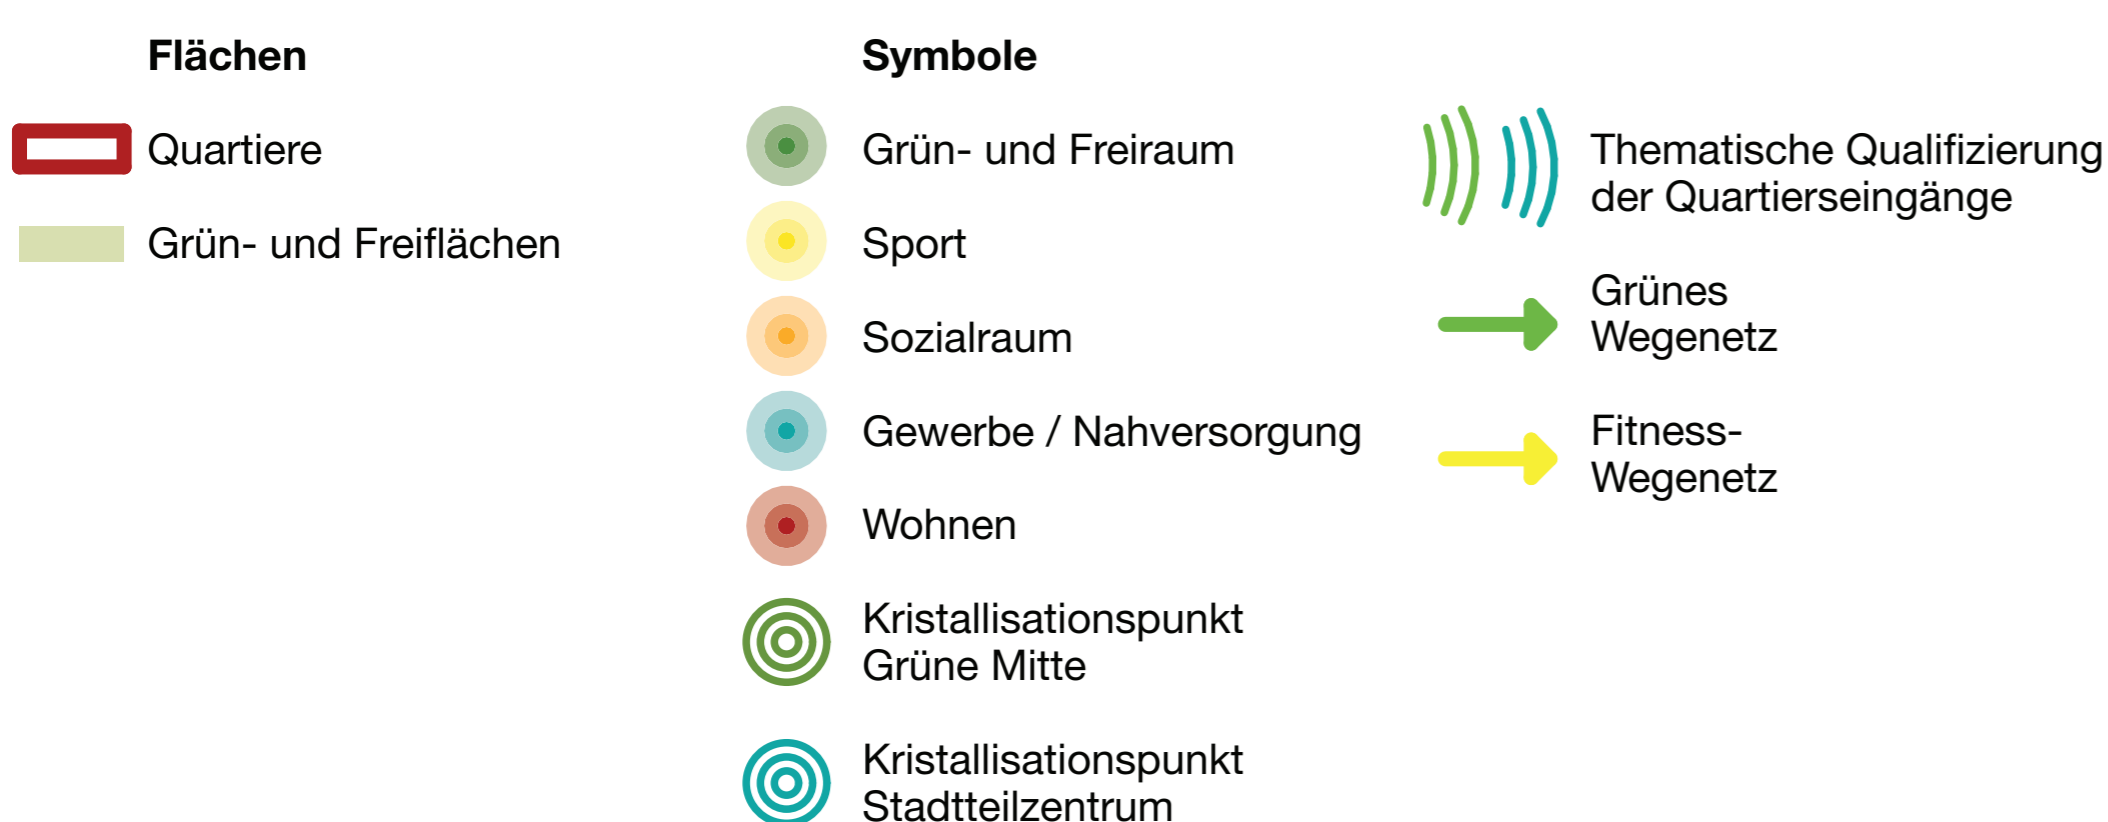 Flächen
Quartiere
Grün- und Freiflächen
Symbole
Grün- und Freiraum
Sport
Sozialraum
Gewerbe / Nahversorgung
Wohnen
Kristallisationspunkt
Grüne Mitte
Kristallisationspunkt
Stadtteilzentrum
Thematische Qualifizierung
der Quartierseingänge
Grünes
Wegenetz
Fitness-
Wegenetz